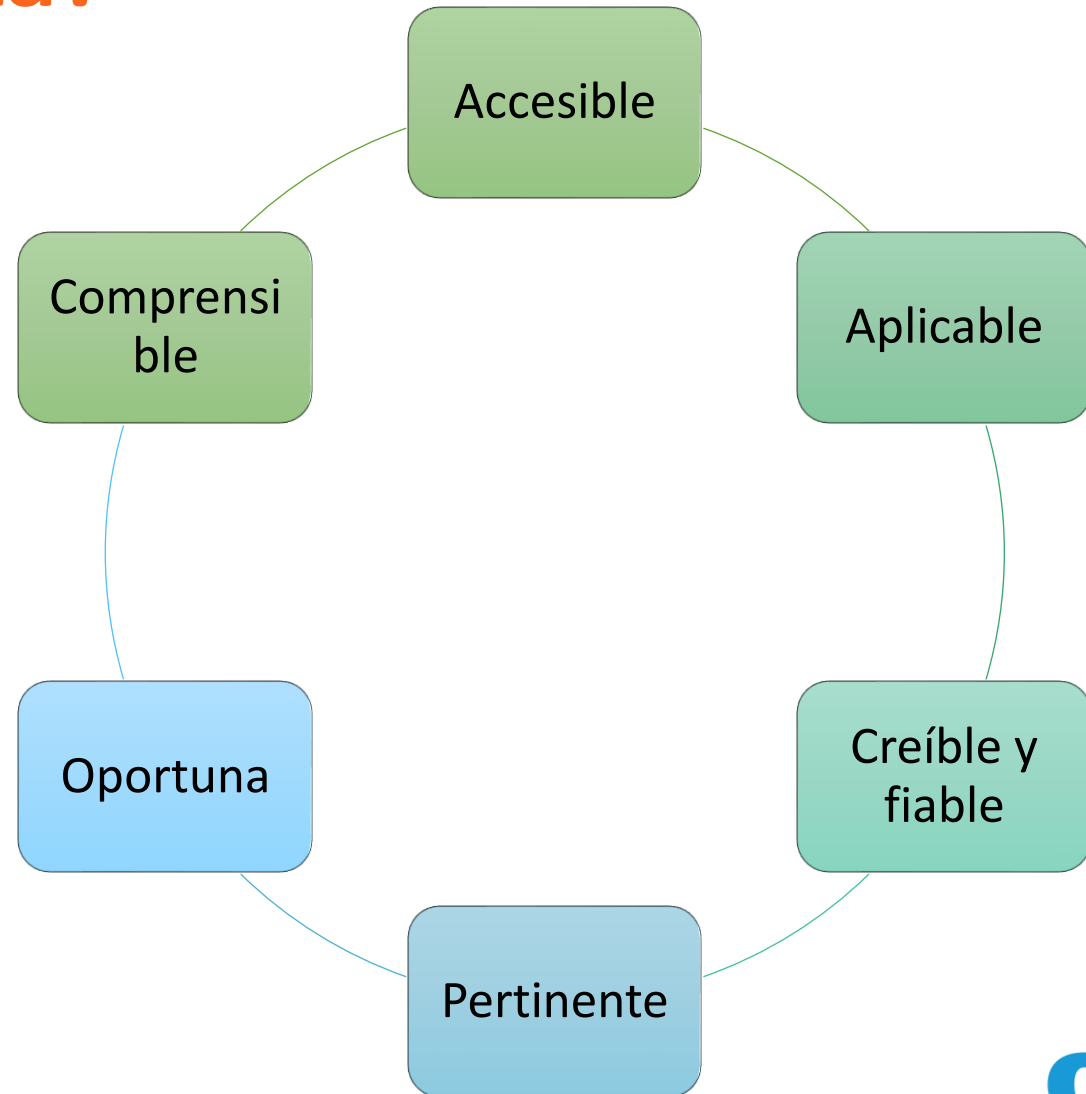 Accesible
Aplicable
Creíble y
fiable
Pertinente
Oportuna
Comprensi
ble